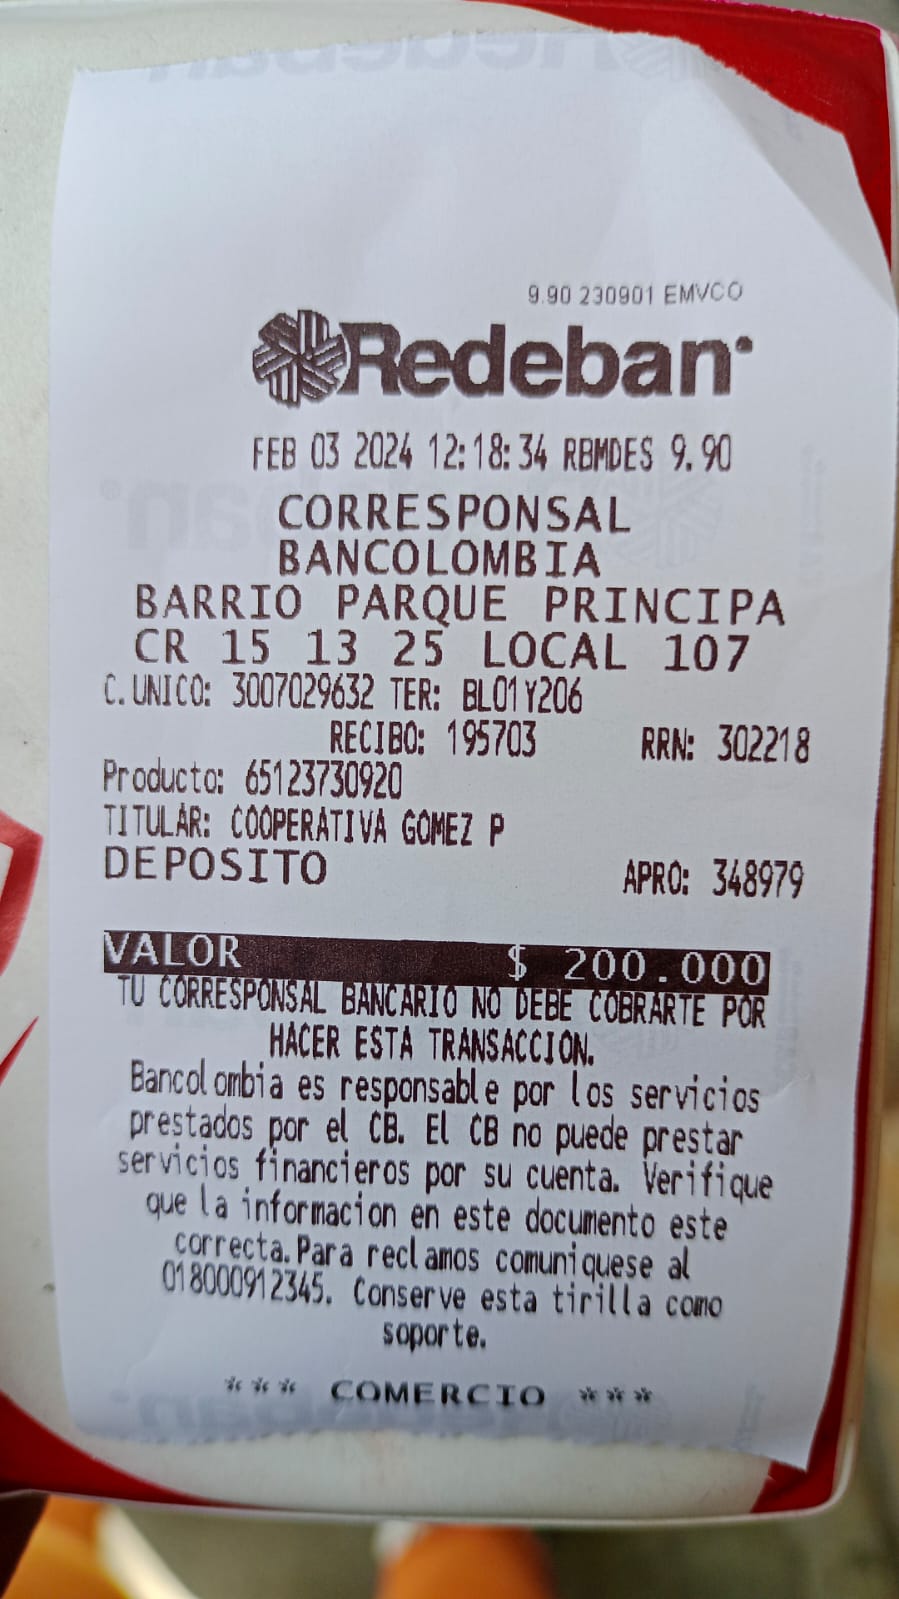 9.90 230901 EMVCO
Redeban
FEB 03 2024 12:18:34 RBMDES 9.90
CORRESPONSAL
BANCOLOMBIA
BARRIO PARQUE PRINCIPA
CR 15 13 25 LOCAL 107
C. UNICO: 3007029632 TER: BL01Y206
RECIBO: 195703 RRN: 302218
Producto: 65123730920
TITULAR: COOPERATIVA GOMEZ P
DEPOSITO APRO: 348979
VALOR $ 200.000
TU CORRESPONSAL BANCARIO NO DEBE COBRARTE POR
HACER ESTA TRANSACCION.
Bancolombia es responsable por los servicios
prestados por el CB. El CB no puede prestar
servicios financieros por su cuenta. Verifique
que la informacion en este documento este
correcta. Para reclamos comuniquese al
018000912345. Conserve esta tirilla como
soporte.
*** COMERCIO ***